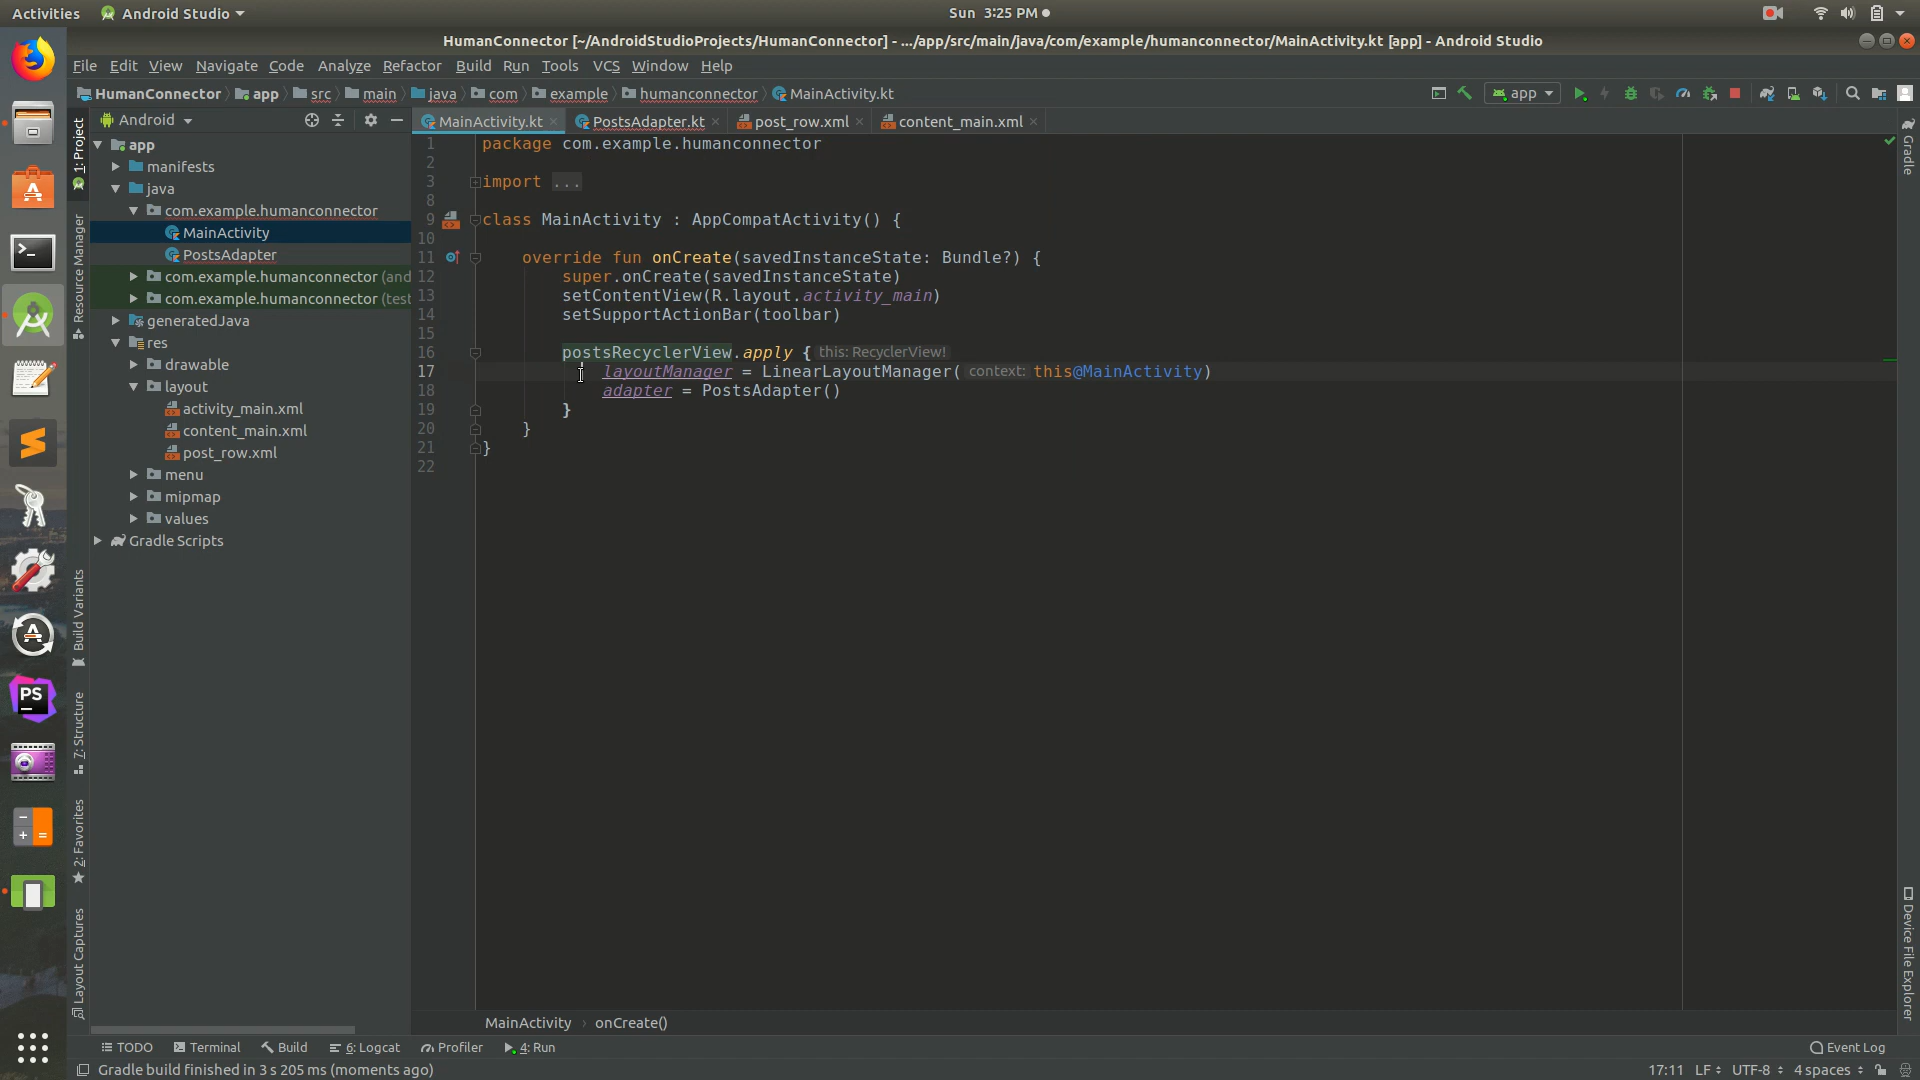 Activities Android Studio Sun 3:25 PM
HumanConnector [~/AndroidStudioProjects/HumanConnector] - .../app/src/main/java/com/example/humanconnector/MainActivity.kt [app] - Android Studio
File Edit View Navigate Code Analyze Refactor Build Run Tools VCS Window Help
HumanConnector app src main java com example humanconnector MainActivity.kt app
Android MainActivity.kt PostsAdapter.kt post_row.xml content_main.xml
1: Project
Resource Manager
Build Variants
7: Structure
2: Favorites
Layout Captures
app
manifests
java
com.example.humanconnector
MainActivity
PostsAdapter
com.example.humanconnector (and
com.example.humanconnector (test
generatedJava
res
drawable
layout
activity_main.xml
content_main.xml
post_row.xml
menu
mipmap
values
Gradle Scripts
1 package com.example.humanconnector
2
3 import ...
8
9 class MainActivity : AppCompatActivity() {
10
11 override fun onCreate(savedInstanceState: Bundle?) {
12 super.onCreate(savedInstanceState)
13 setContentView(R.layout.activity_main)
14 setSupportActionBar(toolbar)
15
16 postsRecyclerView.apply { this: RecyclerView!
17 layoutManager = LinearLayoutManager( context: this@MainActivity)
18 adapter = PostsAdapter()
19 }
20 }
21 }
22
Gradle
Device File Explorer
PS
MainActivity › onCreate()
TODO Terminal Build 6: Logcat Profiler 4: Run Event Log
Gradle build finished in 3 s 205 ms (moments ago) 17:11 LF UTF-8 4 spaces